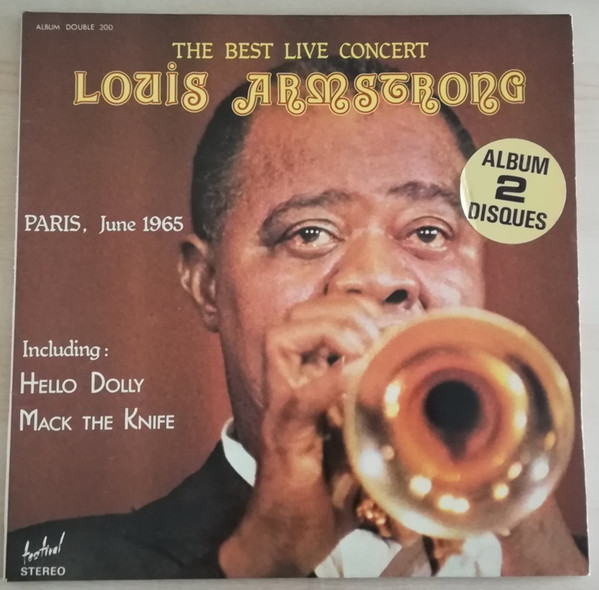 ALBUM DOUBLE 200
THE BEST LIVE CONCERT
LOUIS ARMSTRONG
ALBUM
2
DISQUES
PARIS, June 1965
Including:
HELLO DOLLY
MACK THE KNIFE
festival
STEREO